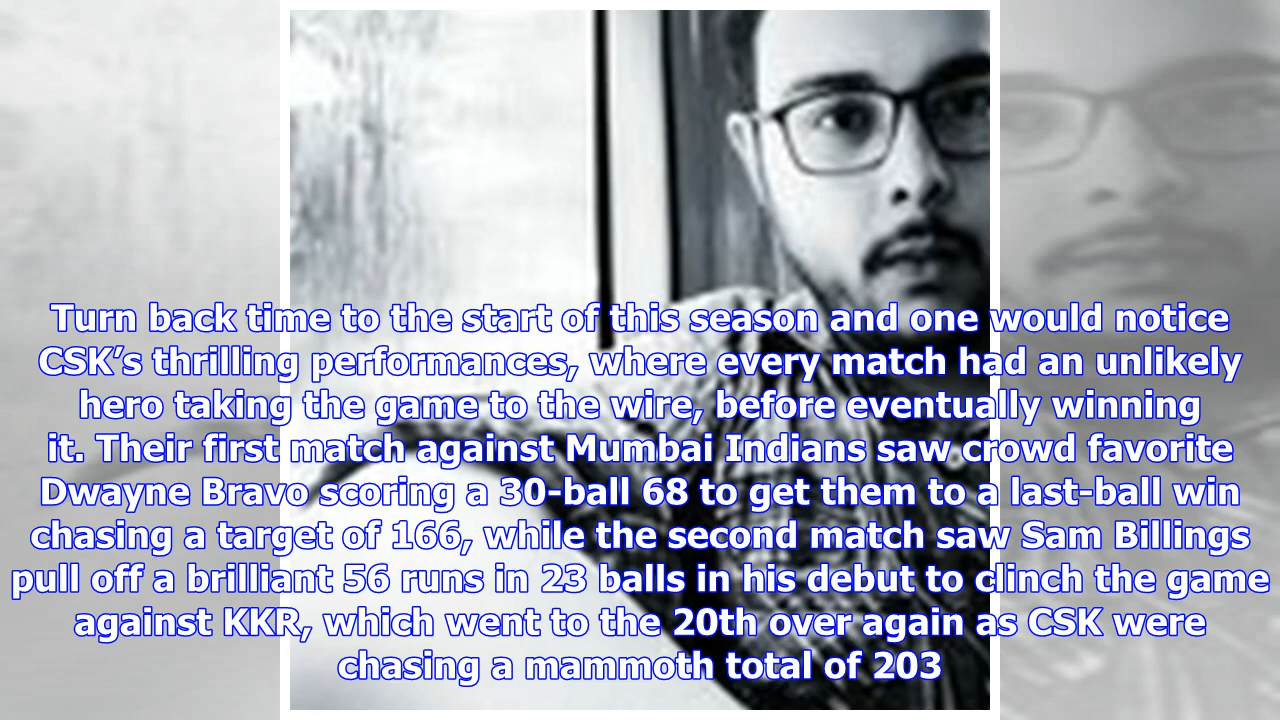 Turn back time to the start of this season and one would notice
CSK’s thrilling performances, where every match had an unlikely
hero taking the game to the wire, before eventually winning
it. Their first match against Mumbai Indians saw crowd favorite
Dwayne Bravo scoring a 30-ball 68 to get them to a last-ball win
chasing a target of 166, while the second match saw Sam Billings
pull off a brilliant 56 runs in 23 balls in his debut to clinch the game
against KKR, which went to the 20th over again as CSK were
chasing a mammoth total of 203